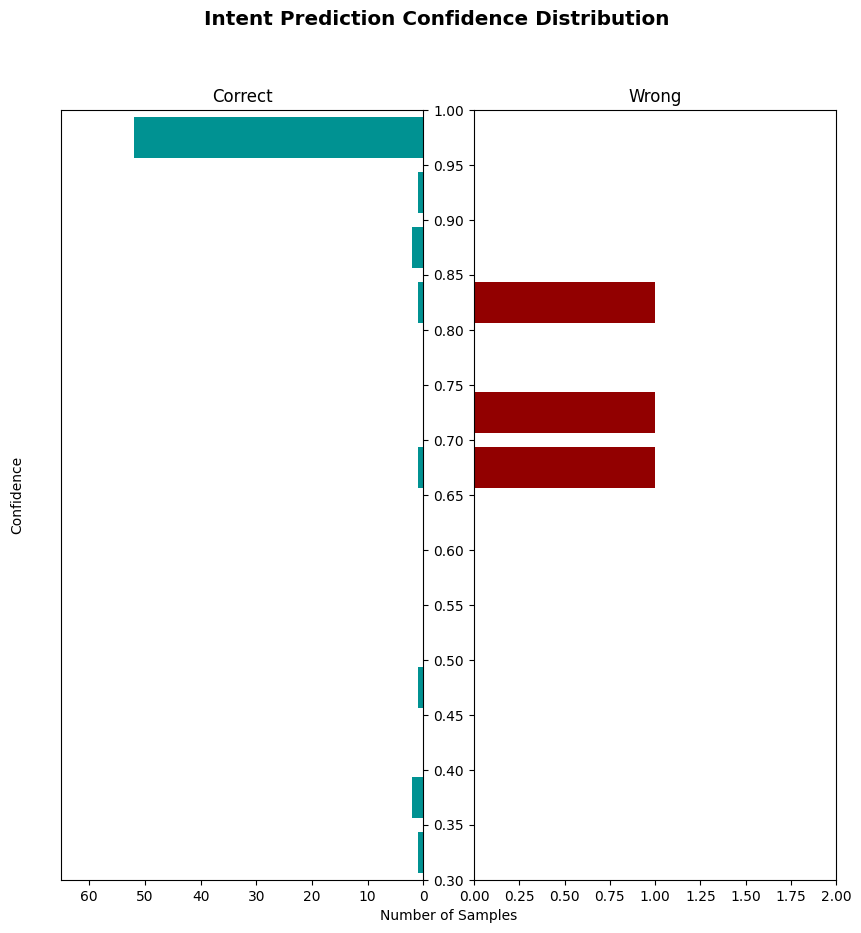 Intent Prediction Confidence Distribution
Correct
Wrong
1.00
0.95
0.90
0.85
0.80
0.75
0.70
0.65
0.60
0.55
0.50
0.45
0.40
0.35
0.30
Confidence
60 50 40 30 20 10 0
0.00 0.25 0.50 0.75 1.00 1.25 1.50 1.75 2.00
Number of Samples